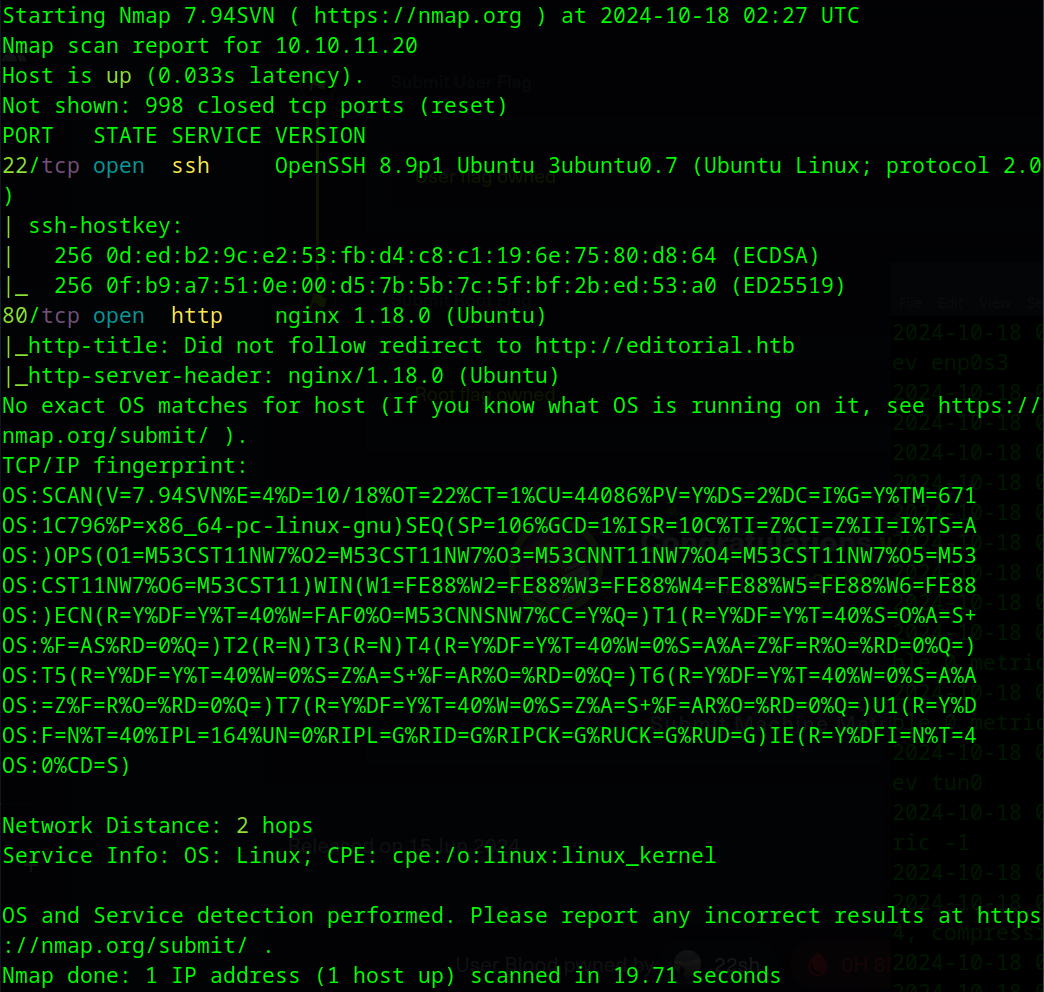 Starting Nmap 7.94SVN ( https://nmap.org ) at 2024-10-18 02:27 UTC
Nmap scan report for 10.10.11.20
Host is up (0.033s latency).
Not shown: 998 closed tcp ports (reset)
PORT   STATE SERVICE VERSION
22/tcp open  ssh     OpenSSH 8.9p1 Ubuntu 3ubuntu0.7 (Ubuntu Linux; protocol 2.0
)
| ssh-hostkey:
|   256 0d:ed:b2:9c:e2:53:fb:d4:c8:c1:19:6e:75:80:d8:64 (ECDSA)
|_  256 0f:b9:a7:51:0e:00:d5:7b:5b:7c:5f:bf:2b:ed:53:a0 (ED25519)
80/tcp open  http    nginx 1.18.0 (Ubuntu)
|_http-title: Did not follow redirect to http://editorial.htb
|_http-server-header: nginx/1.18.0 (Ubuntu)
No exact OS matches for host (If you know what OS is running on it, see https://
nmap.org/submit/ ).
TCP/IP fingerprint:
OS:SCAN(V=7.94SVN%E=4%D=10/18%OT=22%CT=1%CU=44086%PV=Y%DS=2%DC=I%G=Y%TM=671
OS:1C796%P=x86_64-pc-linux-gnu)SEQ(SP=106%GCD=1%ISR=10C%TI=Z%CI=Z%II=I%TS=A
OS:)OPS(O1=M53CST11NW7%O2=M53CST11NW7%O3=M53CNNT11NW7%O4=M53CST11NW7%O5=M53
OS:CST11NW7%O6=M53CST11)WIN(W1=FE88%W2=FE88%W3=FE88%W4=FE88%W5=FE88%W6=FE88
OS:)ECN(R=Y%DF=Y%T=40%W=FAF0%O=M53CNNSNW7%CC=Y%Q=)T1(R=Y%DF=Y%T=40%S=O%A=S+
OS:%F=AS%RD=0%Q=)T2(R=N)T3(R=N)T4(R=Y%DF=Y%T=40%W=0%S=A%A=Z%F=R%O=%RD=0%Q=)
OS:T5(R=Y%DF=Y%T=40%W=0%S=Z%A=S+%F=AR%O=%RD=0%Q=)T6(R=Y%DF=Y%T=40%W=0%S=A%A
OS:=Z%F=R%O=%RD=0%Q=)T7(R=Y%DF=Y%T=40%W=0%S=Z%A=S+%F=AR%O=%RD=0%Q=)U1(R=Y%D
OS:F=N%T=40%IPL=164%UN=0%RIPL=G%RID=G%RIPCK=G%RUCK=G%RUD=G)IE(R=Y%DFI=N%T=4
OS:0%CD=S)
Network Distance: 2 hops
Service Info: OS: Linux; CPE: cpe:/o:linux:linux_kernel
OS and Service detection performed. Please report any incorrect results at https
://nmap.org/submit/ .
Nmap done: 1 IP address (1 host up) scanned in 19.71 seconds